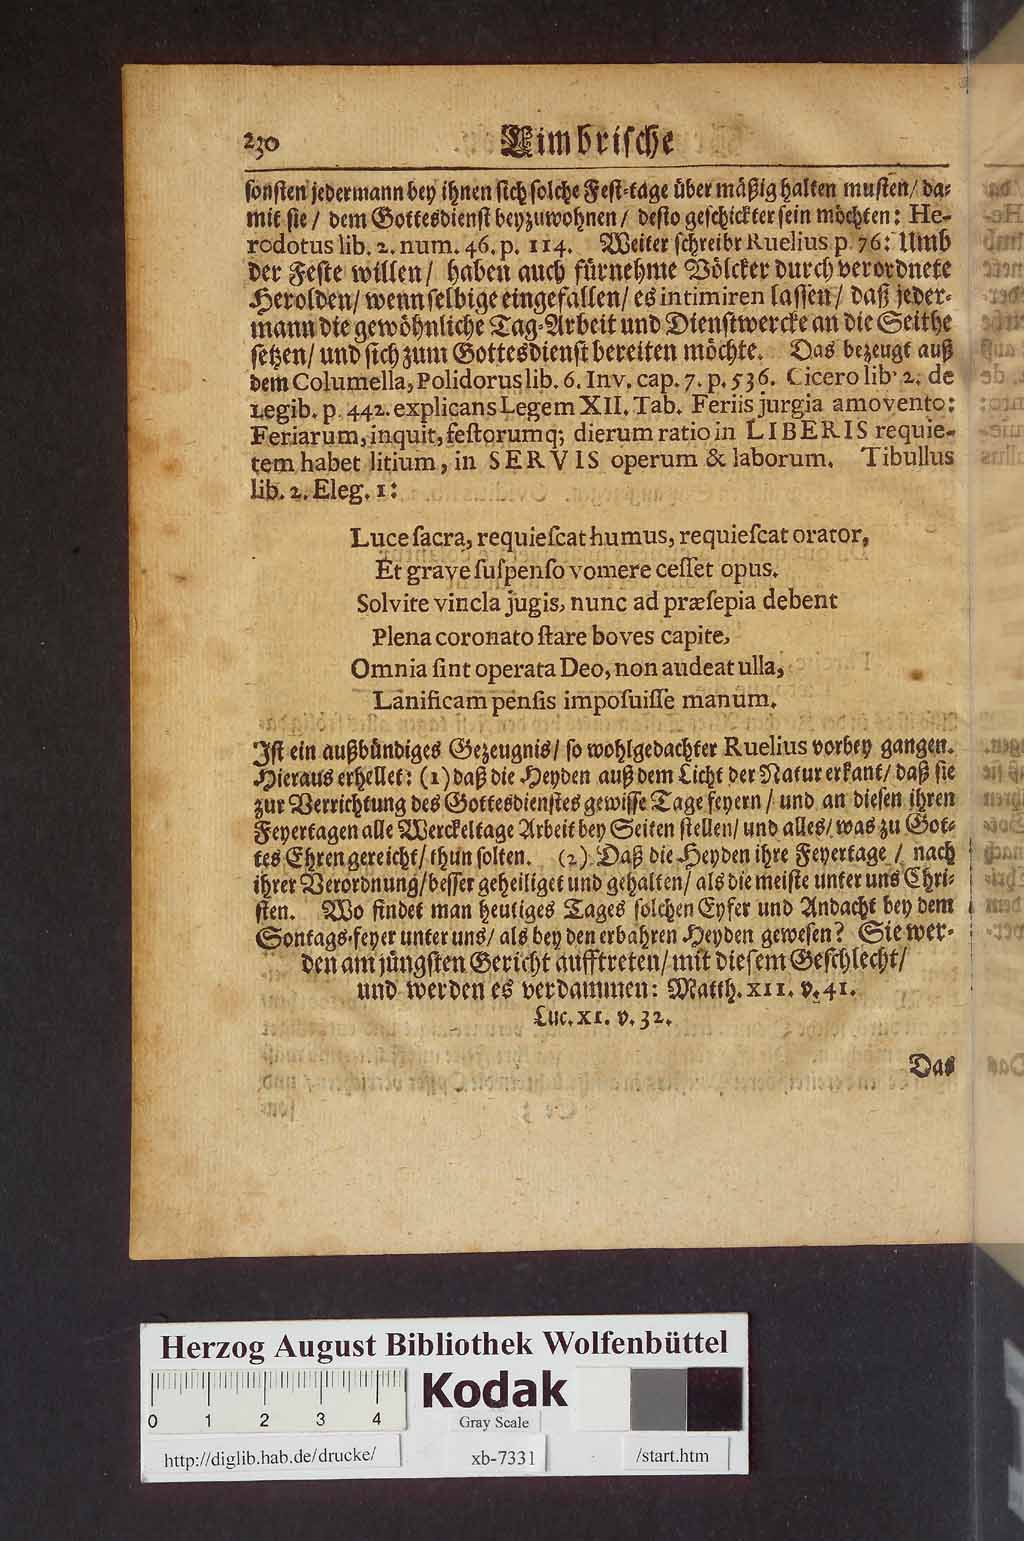 230 Cimbrische
sonsten jedermann bey ihnen sich solche Fest-tage über mäßig halten musten/ da-
mit sie/ dem Gottesdienst beyzuwohnen/ desto geschickter sein möchten: He-
rodotus lib. 2. num. 46. p. 114. Weiter schreibt Ruelius p. 76: Umb
der Feste willen/ haben auch fürnehme Völcker durch verordnete
Herolden/ wenn selbige eingefallen/ es intimiren lassen/ daß jeder-
mann die gewöhnliche Tag-Arbeit und Dienstwercke an die Seithe
setzen/ und sich zum Gottesdienst bereiten möchte. Das bezeugt auß
dem Columella, Polidorus lib. 6. Inv. cap. 7. p. 536. Cicero lib. 2. de
Legib. p. 442. explicans Legem XII. Tab. Feriis jurgia amovento:
Feriarum, inquit, festorumq; dierum ratio in LIBERIS requie-
tem habet litium, in SERVIS operum & laborum. Tibullus
lib. 2. Eleg. 1:
Luce sacra, requiescat humus, requiescat orator,
Et grave suspenso vomere cesset opus.
Solvite vincla jugis, nunc ad præsepia debent
Plena coronato stare boves capite,
Omnia sint operata Deo, non audeat ulla,
Lanificam pensis imposuisse manum.
Ist ein außbündiges Gezeugnis/ so wohlgedachter Ruelius vorbey gangen.
Hieraus erhellet: (1) daß die Heyden auß dem Licht der Natur erkant/ daß sie
zur Verrichtung des Gottesdienstes gewisse Tage feyern/ und an diesen ihren
Feyertagen alle Werckeltage Arbeit bey Seiten stellen/ und alles/ was zu Got-
tes Ehren gereicht/ thun solten. (2) Daß die Heyden ihre Feyertage/ nach
ihrer Verordnung/ besser geheiliget und gehalten/ als die meiste unter uns Chri-
sten. Wo findet man heutiges Tages solchen Eyfer und Andacht bey dem
Sontags-feyer unter uns/ als bey den erbahren Heyden gewesen? Sie wer-
den am jüngsten Gericht aufftreten/ mit diesem Geschlecht/
und werden es verdammen: Matth. XII. v. 41.
Luc. XI. v. 32.
Das
Herzog August Bibliothek Wolfenbüttel
0 1 2 3 4
Kodak
Gray Scale
http://diglib.hab.de/drucke/ xb-7331 /start.htm